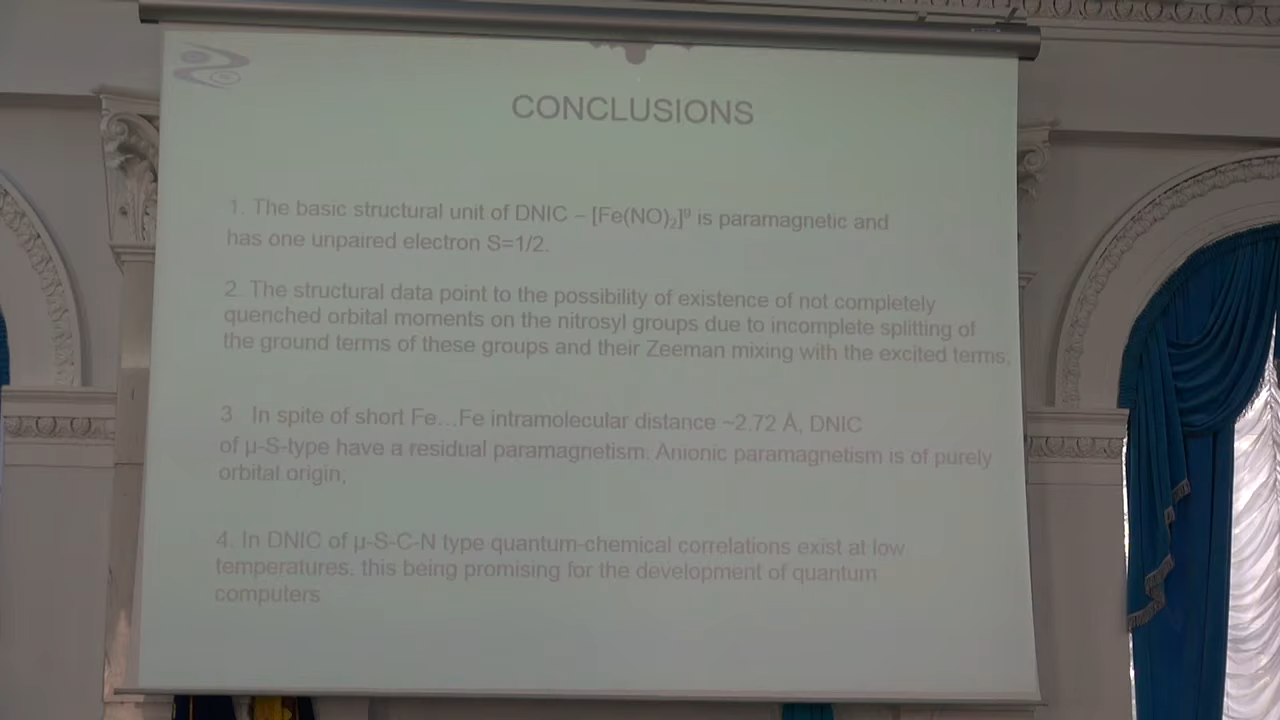 CONCLUSIONS
1. The basic structural unit of DNIC – [Fe(NO)₂]⁹ is paramagnetic and
has one unpaired electron S=1/2.
2. The structural data point to the possibility of existence of not completely
quenched orbital moments on the nitrosyl groups due to incomplete splitting of
the ground terms of these groups and their Zeeman mixing with the excited terms;
3. In spite of short Fe...Fe intramolecular distance ~2.72 Å, DNIC
of µ-S-type have a residual paramagnetism. Anionic paramagnetism is of purely
orbital origin;
4. In DNIC of µ-S-C-N type quantum-chemical correlations exist at low
temperatures, this being promising for the development of quantum
computers